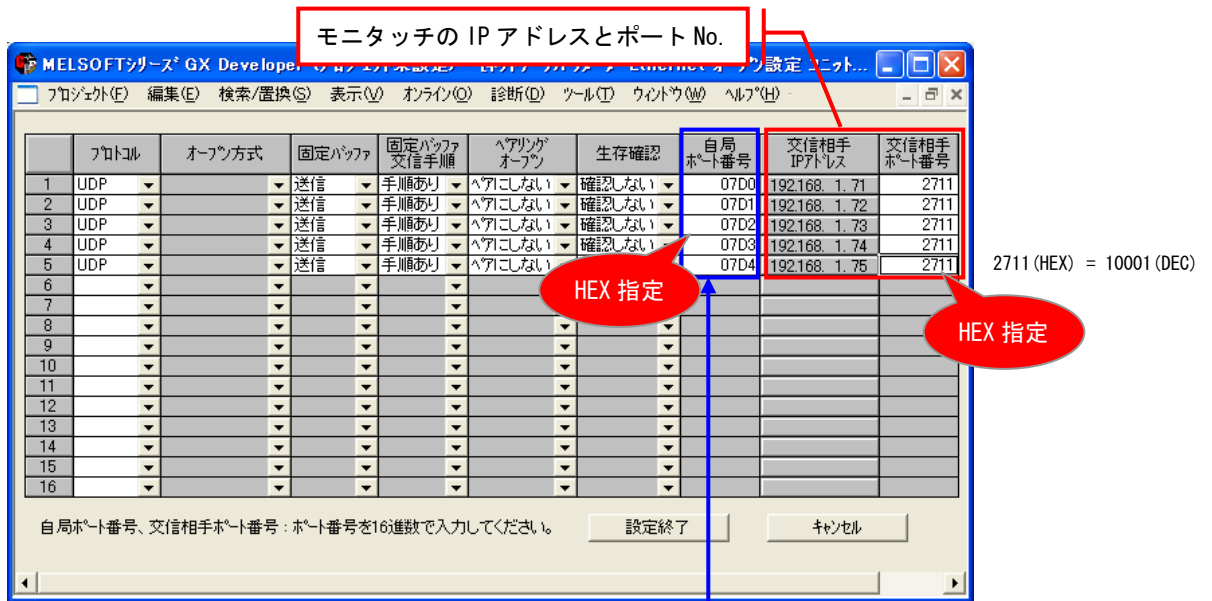 モニタッチの IP アドレスとポート No.
MELSOFTシリーズ GX Developer
設定 ユニット...
プロジェクト(F) 編集(E) 検索/置換(S) 表示(V) オンライン(O) 診断(D) ツール(T) ウィンドウ(W) ヘルプ(H)
プロトコル オープン方式 固定バッファ 固定バッファ交信手順 ペアリングオープン 生存確認 自局ポート番号 交信相手IPアドレス 交信相手ポート番号
1 UDP 送信 手順あり ペアにしない 確認しない 07D0 192.168. 1. 71 2711
2 UDP 送信 手順あり ペアにしない 確認しない 07D1 192.168. 1. 72 2711
3 UDP 送信 手順あり ペアにしない 確認しない 07D2 192.168. 1. 73 2711
4 UDP 送信 手順あり ペアにしない 確認しない 07D3 192.168. 1. 74 2711
5 UDP 送信 手順あり ペアにしない 07D4 192.168. 1. 75 2711
2711(HEX) = 10001(DEC)
HEX 指定
HEX 指定
6
7
8
9
10
11
12
13
14
15
16
自局ポート番号、交信相手ポート番号:ポート番号を16進数で入力してください。 設定終了 キャンセル